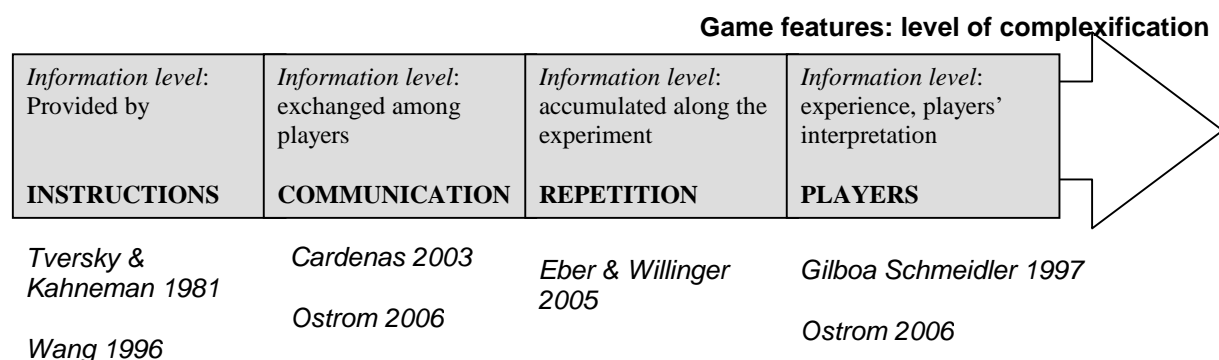 Game features: level of complexification
Information level:
Provided by
INSTRUCTIONS
Information level:
exchanged among
players
COMMUNICATION
Information level:
accumulated along the
experiment
REPETITION
Information level:
experience, players’
interpretation
PLAYERS
Tversky &
Kahneman 1981
Wang 1996
Cardenas 2003
Ostrom 2006
Eber & Willinger
2005
Gilboa Schmeidler 1997
Ostrom 2006